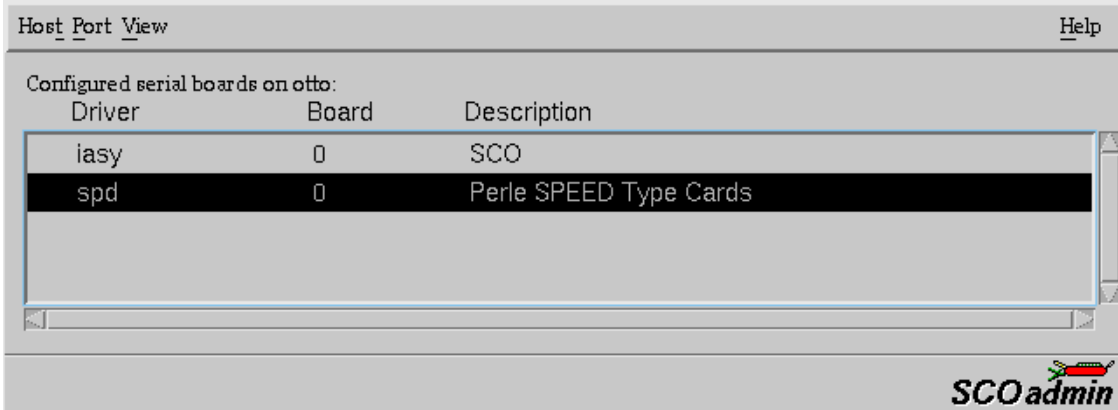 Host Port View Help
Configured serial boards on otto:
Driver Board Description
iasy 0 SCO
spd 0 Perle SPEED Type Cards
SCOadmin